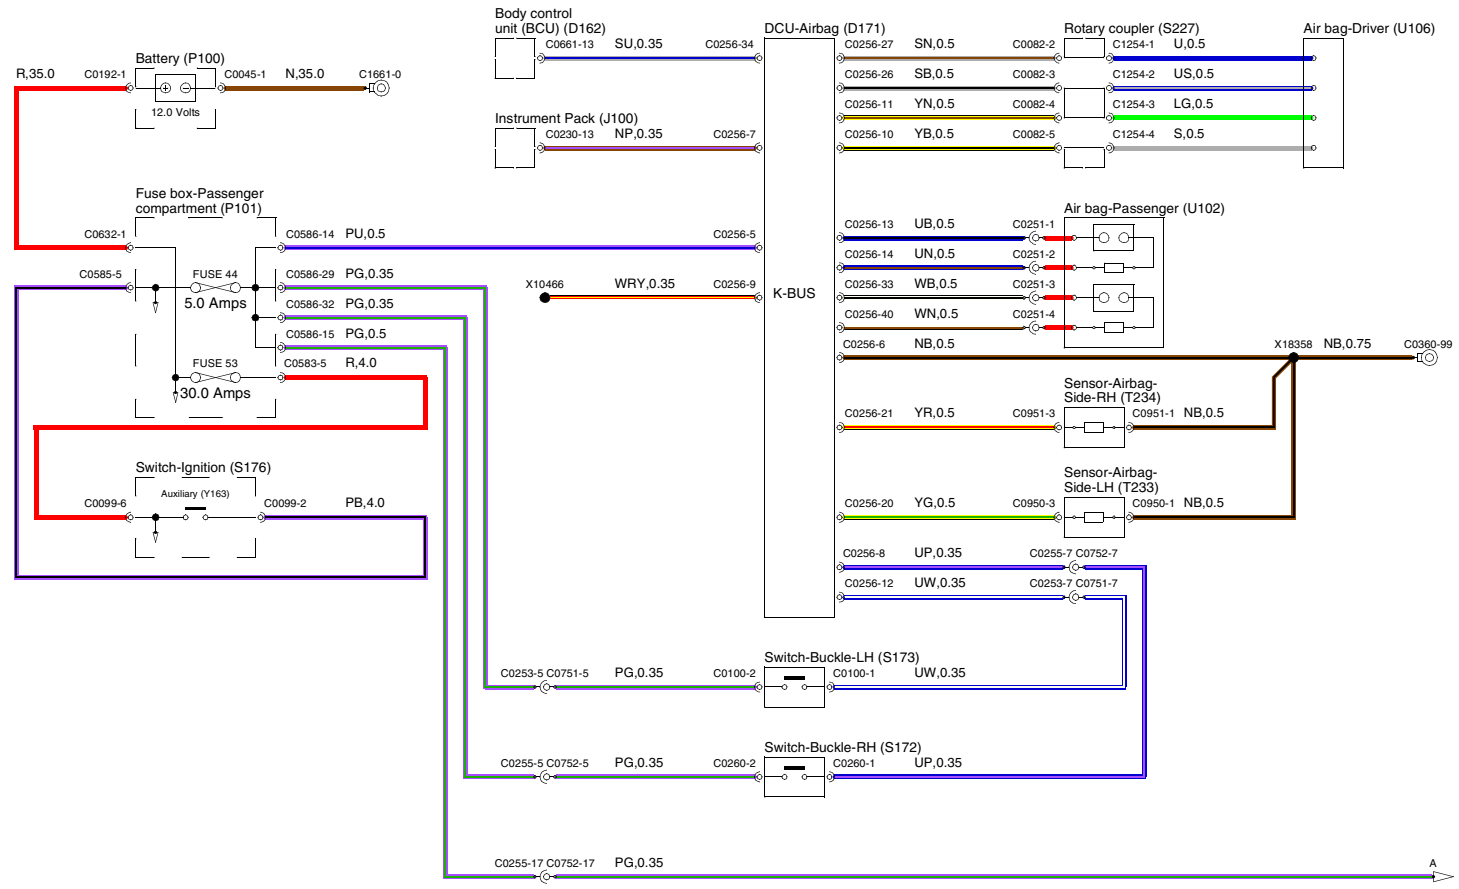 Body control
unit (BCU) (D162)
DCU-Airbag (D171)
Rotary coupler (S227)
Air bag-Driver (U106)
C0661-13 SU,0.35 C0256-34
C0256-27 SN,0.5 C0082-2
C1254-1 U,0.5
Battery (P100)
R,35.0 C0192-1 C0045-1 N,35.0 C1661-0
12.0 Volts
C0256-26 SB,0.5 C0082-3
C1254-2 US,0.5
C0256-11 YN,0.5 C0082-4
C1254-3 LG,0.5
Instrument Pack (J100)
C0230-13 NP,0.35 C0256-7
C0256-10 YB,0.5 C0082-5
C1254-4 S,0.5
Fuse box-Passenger
compartment (P101)
Air bag-Passenger (U102)
C0632-1 C0586-14 PU,0.5 C0256-5
C0256-13 UB,0.5 C0251-1
C0256-14 UN,0.5 C0251-2
C0585-5 FUSE 44 C0586-29 PG,0.35
5.0 Amps
X10466 WRY,0.35 C0256-9
K-BUS
C0256-33 WB,0.5 C0251-3
C0586-32 PG,0.35
C0256-40 WN,0.5 C0251-4
C0586-15 PG,0.5
C0256-6 NB,0.5
X18358 NB,0.75 C0360-99
FUSE 53 C0583-5 R,4.0
30.0 Amps
Sensor-Airbag-
Side-RH (T234)
C0256-21 YR,0.5 C0951-3
C0951-1 NB,0.5
Switch-Ignition (S176)
Auxiliary (Y163)
C0099-6 C0099-2 PB,4.0
Sensor-Airbag-
Side-LH (T233)
C0256-20 YG,0.5 C0950-3
C0950-1 NB,0.5
C0256-8 UP,0.35 C0255-7 C0752-7
C0256-12 UW,0.35 C0253-7 C0751-7
Switch-Buckle-LH (S173)
C0253-5 C0751-5 PG,0.35 C0100-2
C0100-1 UW,0.35
Switch-Buckle-RH (S172)
C0255-5 C0752-5 PG,0.35 C0260-2
C0260-1 UP,0.35
C0255-17 C0752-17 PG,0.35
A